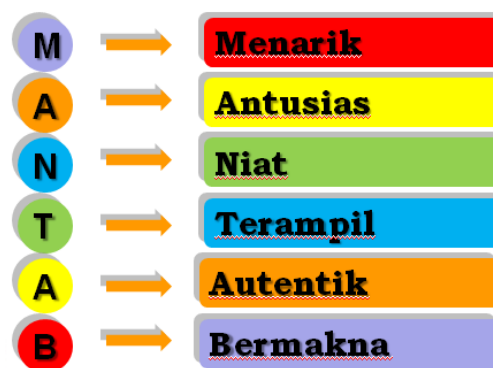 M Menarik
A Antusias
N Niat
T Terampil
A Autentik
B Bermakna